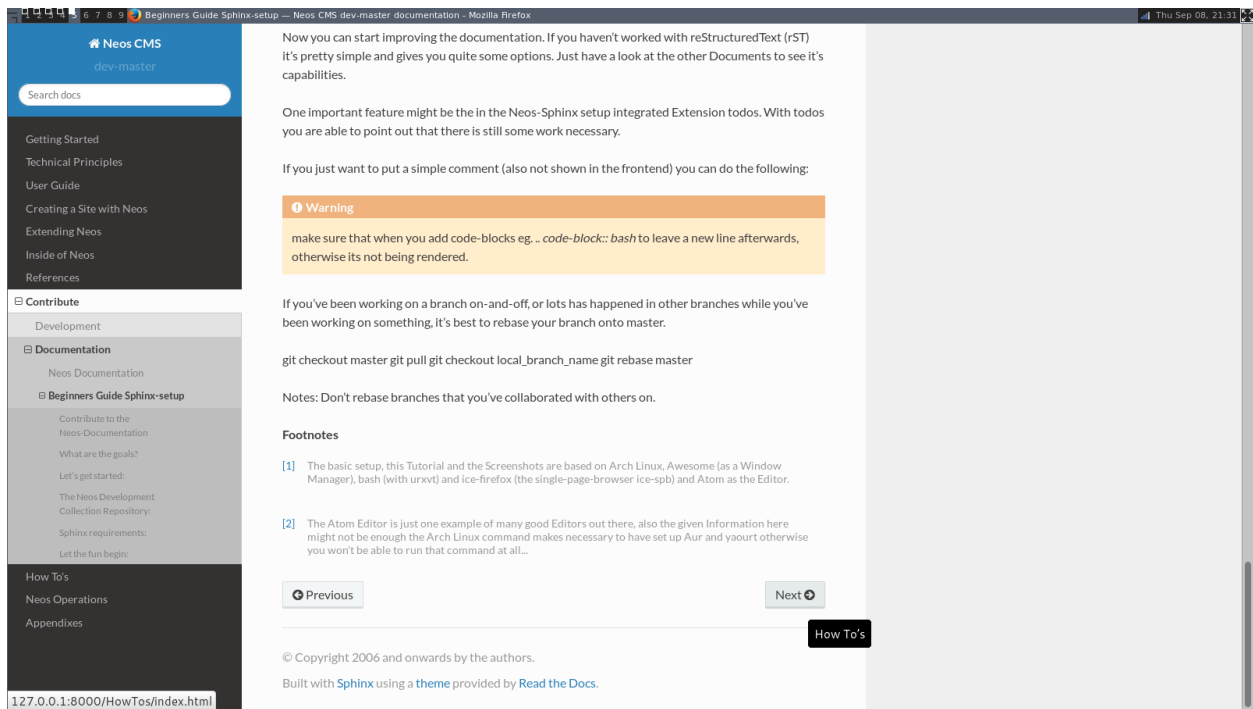 1 2 3 4 5 6 7 8 9 Beginners Guide Sphinx-setup — Neos CMS dev-master documentation - Mozilla Firefox
Thu Sep 08, 21:31
Neos CMS
dev-master
Search docs
Getting Started
Technical Principles
User Guide
Creating a Site with Neos
Extending Neos
Inside of Neos
References
Contribute
Development
Documentation
Neos Documentation
Beginners Guide Sphinx-setup
Contribute to the
Neos-Documentation
What are the goals?
Let's get started:
The Neos Development
Collection Repository:
Sphinx requirements:
Let the fun begin:
How To's
Neos Operations
Appendixes
127.0.0.1:8000/HowTos/index.html
Now you can start improving the documentation. If you haven't worked with reStructuredText (rST)
it's pretty simple and gives you quite some options. Just have a look at the other Documents to see it's
capabilities.
One important feature might be the in the Neos-Sphinx setup integrated Extension todos. With todos
you are able to point out that there is still some work necessary.
If you just want to put a simple comment (also not shown in the frontend) you can do the following:
Warning
make sure that when you add code-blocks eg. .. code-block:: bash to leave a new line afterwards,
otherwise its not being rendered.
If you've been working on a branch on-and-off, or lots has happened in other branches while you've
been working on something, it's best to rebase your branch onto master.
git checkout master git pull git checkout local_branch_name git rebase master
Notes: Don't rebase branches that you've collaborated with others on.
Footnotes
[1] The basic setup, this Tutorial and the Screenshots are based on Arch Linux, Awesome (as a Window
Manager), bash (with urxvt) and ice-firefox (the single-page-browser ice-spb) and Atom as the Editor.
[2] The Atom Editor is just one example of many good Editors out there, also the given Information here
might not be enough the Arch Linux command makes necessary to have set up Aur and yaourt otherwise
you won't be able to run that command at all...
Previous
Next
How To's
© Copyright 2006 and onwards by the authors.
Built with Sphinx using a theme provided by Read the Docs.